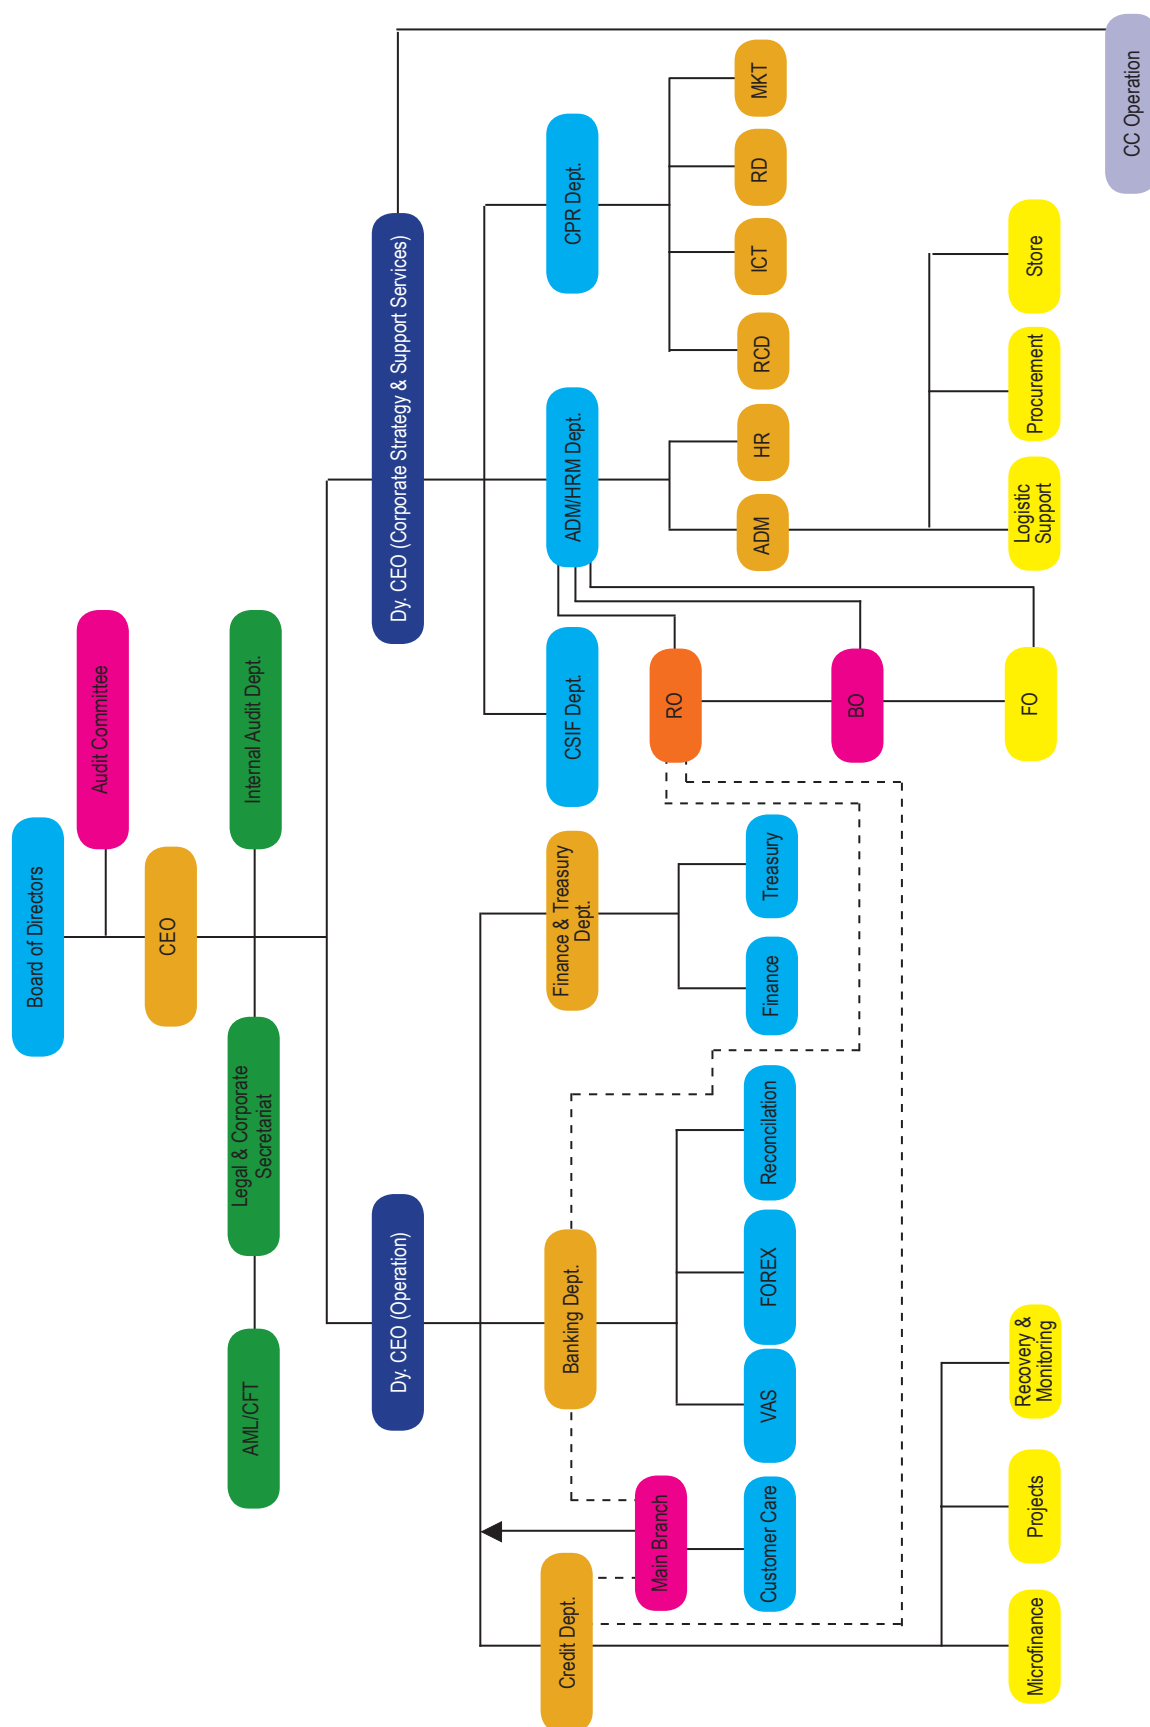 Board of Directors
Audit Committee
CEO
Legal & Corporate
Secretariat
Internal Audit Dept.
AML/CFT
Dy. CEO (Operation)
Dy. CEO (Corporate Strategy & Support Services)
Credit Dept.
Banking Dept.
Finance & Treasury
Dept.
CSIF Dept.
ADM/HRM Dept.
CPR Dept.
Main Branch
RO
Customer Care
VAS
FOREX
Reconcilation
Finance
Treasury
ADM
HR
RCD
ICT
RD
MKT
BO
Microfinance
Projects
Recovery &
Monitoring
FO
Logistic
Support
Procurement
Store
CC Operation